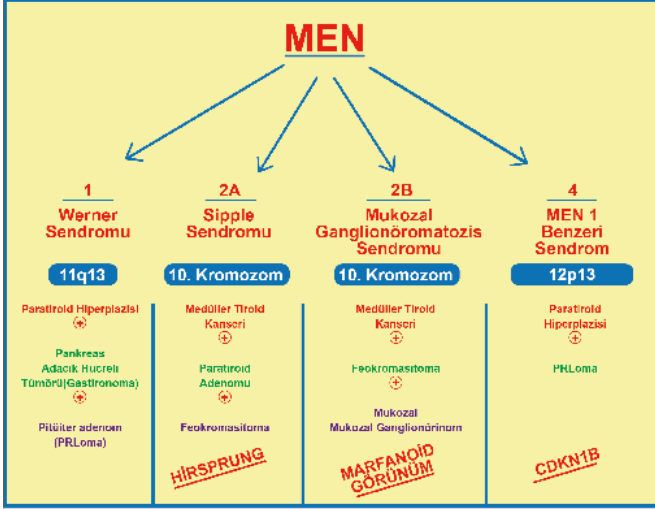 MEN
1
Werner
Sendromu
11q13
Paratiroid Hiperplazisi
+
Pankreas
Adacık Hücreli
Tümörü(Gastironoma)
+
Pitüiter adenom
(PRLoma)
2A
Sipple
Sendromu
10. Kromozom
Medüller Tiroid
Kanseri
+
Paratiroid
Adenomu
+
Feokromasitoma
HİRSPRUNG
2B
Mukozal
Ganglionöromatozis
Sendromu
10. Kromozom
Medüller Tiroid
Kanseri
+
Feokromasitoma
+
Mukozal
Mukozal
MARFANOİD
GÖRÜNÜM
4
MEN 1
Benzeri
Sendrom
12p13
Paratiroid
Hiperplazisi
+
PRLoma
CDKN1B